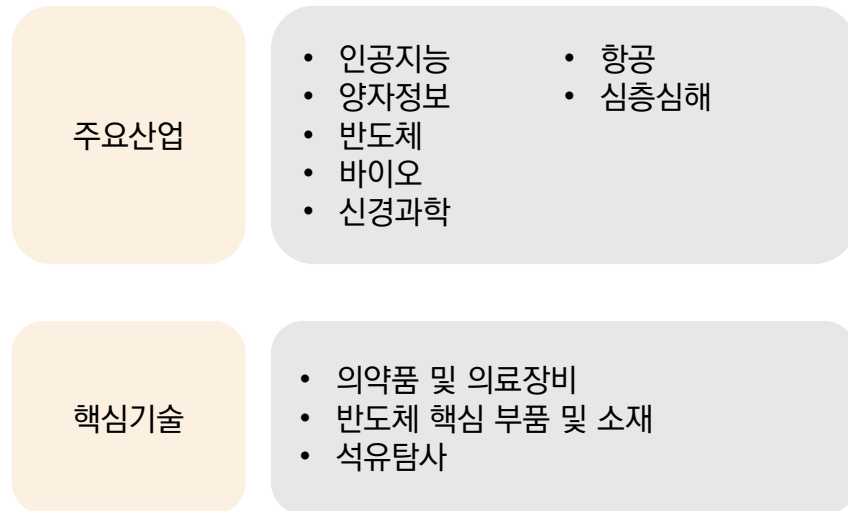 주요산업
• 인공지능
• 양자정보
• 반도체
• 바이오
• 신경과학
• 항공
• 심층심해
핵심기술
• 의약품 및 의료장비
• 반도체 핵심 부품 및 소재
• 석유탐사